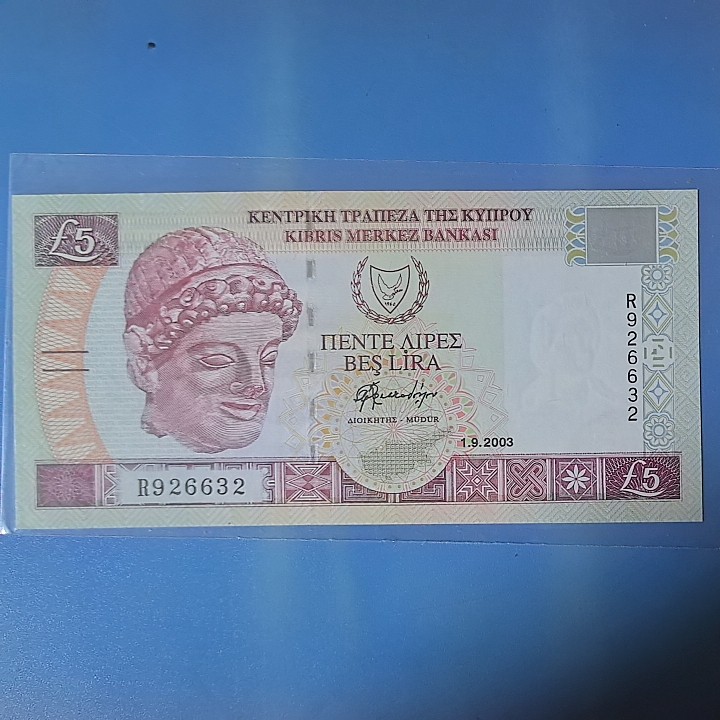 ΚΕΝΤΡΙΚΗ ΤΡΑΠΕΖΑ ΤΗΣ ΚΥΠΡΟΥ
KIBRIS MERKEZ BANKASI
£5
1960
R926632
ΠΕΝΤΕ ΛΙΡΕΣ
BEŞ LİRA
ΔΙΟΙΚΗΤΗΣ - MÜDÜR
1.9.2003
R926632
£5